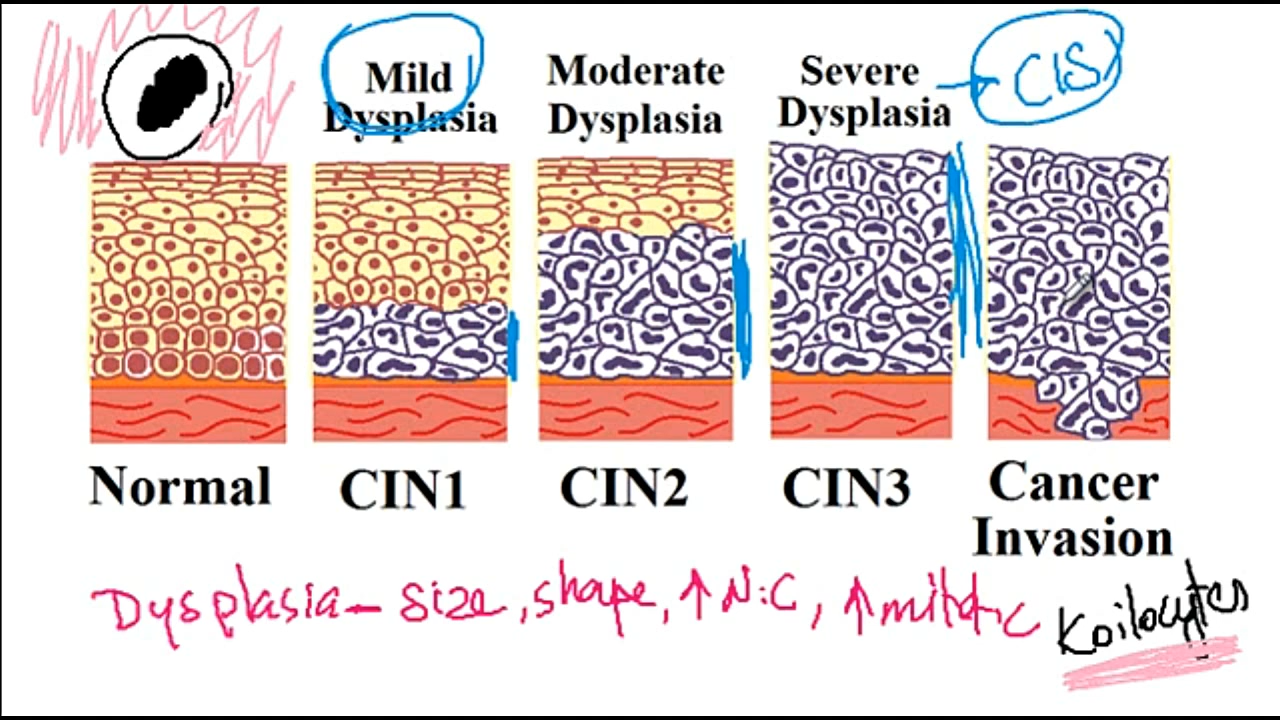 Mild
Dysplasia
Moderate
Dysplasia
Severe
Dysplasia
CIS
Normal
CIN1
CIN2
CIN3
Cancer
Invasion
Dysplasia - size, shape, ↑ N:C, ↑ mitotic
Koilocytes